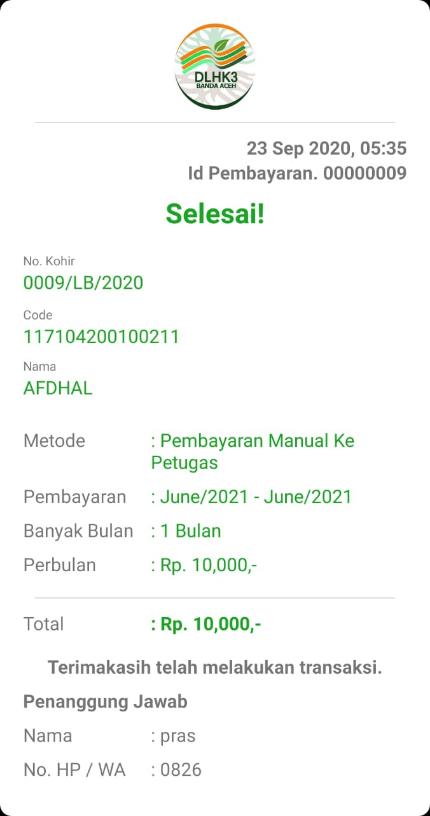 DLHK3
BANDA ACEH
23 Sep 2020, 05:35
Id Pembayaran. 00000009
Selesai!
No. Kohir
0009/LB/2020
Code
117104200100211
Nama
AFDHAL
Metode : Pembayaran Manual Ke
Petugas
Pembayaran : June/2021 - June/2021
Banyak Bulan : 1 Bulan
Perbulan : Rp. 10,000,-
Total : Rp. 10,000,-
Terimakasih telah melakukan transaksi.
Penanggung Jawab
Nama : pras
No. HP / WA : 0826